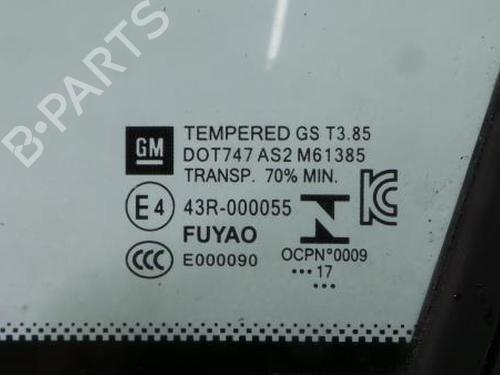 B-PARTS
GM
TEMPERED GS T3.85
DOT747 AS2 M61385
TRANSP. 70% MIN.
E4 43R-000055
FUYAO
CCC E000090
N
OCPN°0009
•••17
••
KC